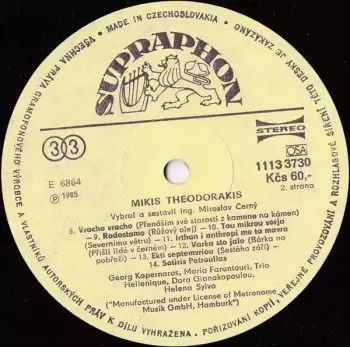 MADE IN CZECHOSLOVAKIA · VŠECHNA PRÁVA GRAMOFONOVÉHO VÝROBCE A VLASTNÍKŮ AUTORSKÝCH PRÁV K DÍLU VYHRAŽENA. POŘIZOVÁNÍ KOPIÍ, VEŘEJNÉ PROVOZOVÁNÍ A ROZHLASOVÉ ŠÍŘENÍ TÉTO DESKY JE ZAKÁZÁNO
SUPRAPHON
33
STEREO
OSA
1113 3730
E 6864
Kčs 60,-
Ⓟ 1985
2. strana
MIKIS THEODORAKIS
Vybral a sestavil Ing. Miroslav Černý
8. Vracho vracho (Přenáším své starosti z kamene na kámen)
- 9. Rodostamo (Růžový olej) - 10. Tou mikrou vorja
(Severnímu větru) - 11. Irthan i anthropi me ta mavra
(Přišli lidé v černém) - 12. Varka sto jalo (Bárka na
pobřeží) - 13. Ekti septemvriou (Šestého září) -
14. Sotiris Petroulias
Georg Kapernaros, Maria Farantouri, Trio
Hellenique, Dora Gianakopoulou,
Helena Sylva
("Manufactured under License of Metronome
Musik GmbH, Hamburk")